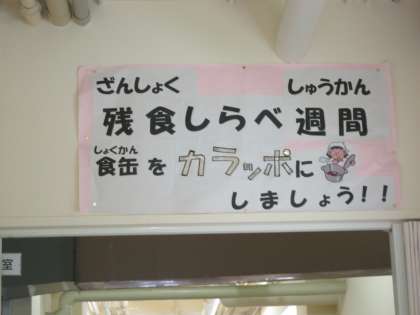 ざんしょく しゅうかん
残食しらべ週間
しょくかん
食缶をカラッポに
しましょう!!
室